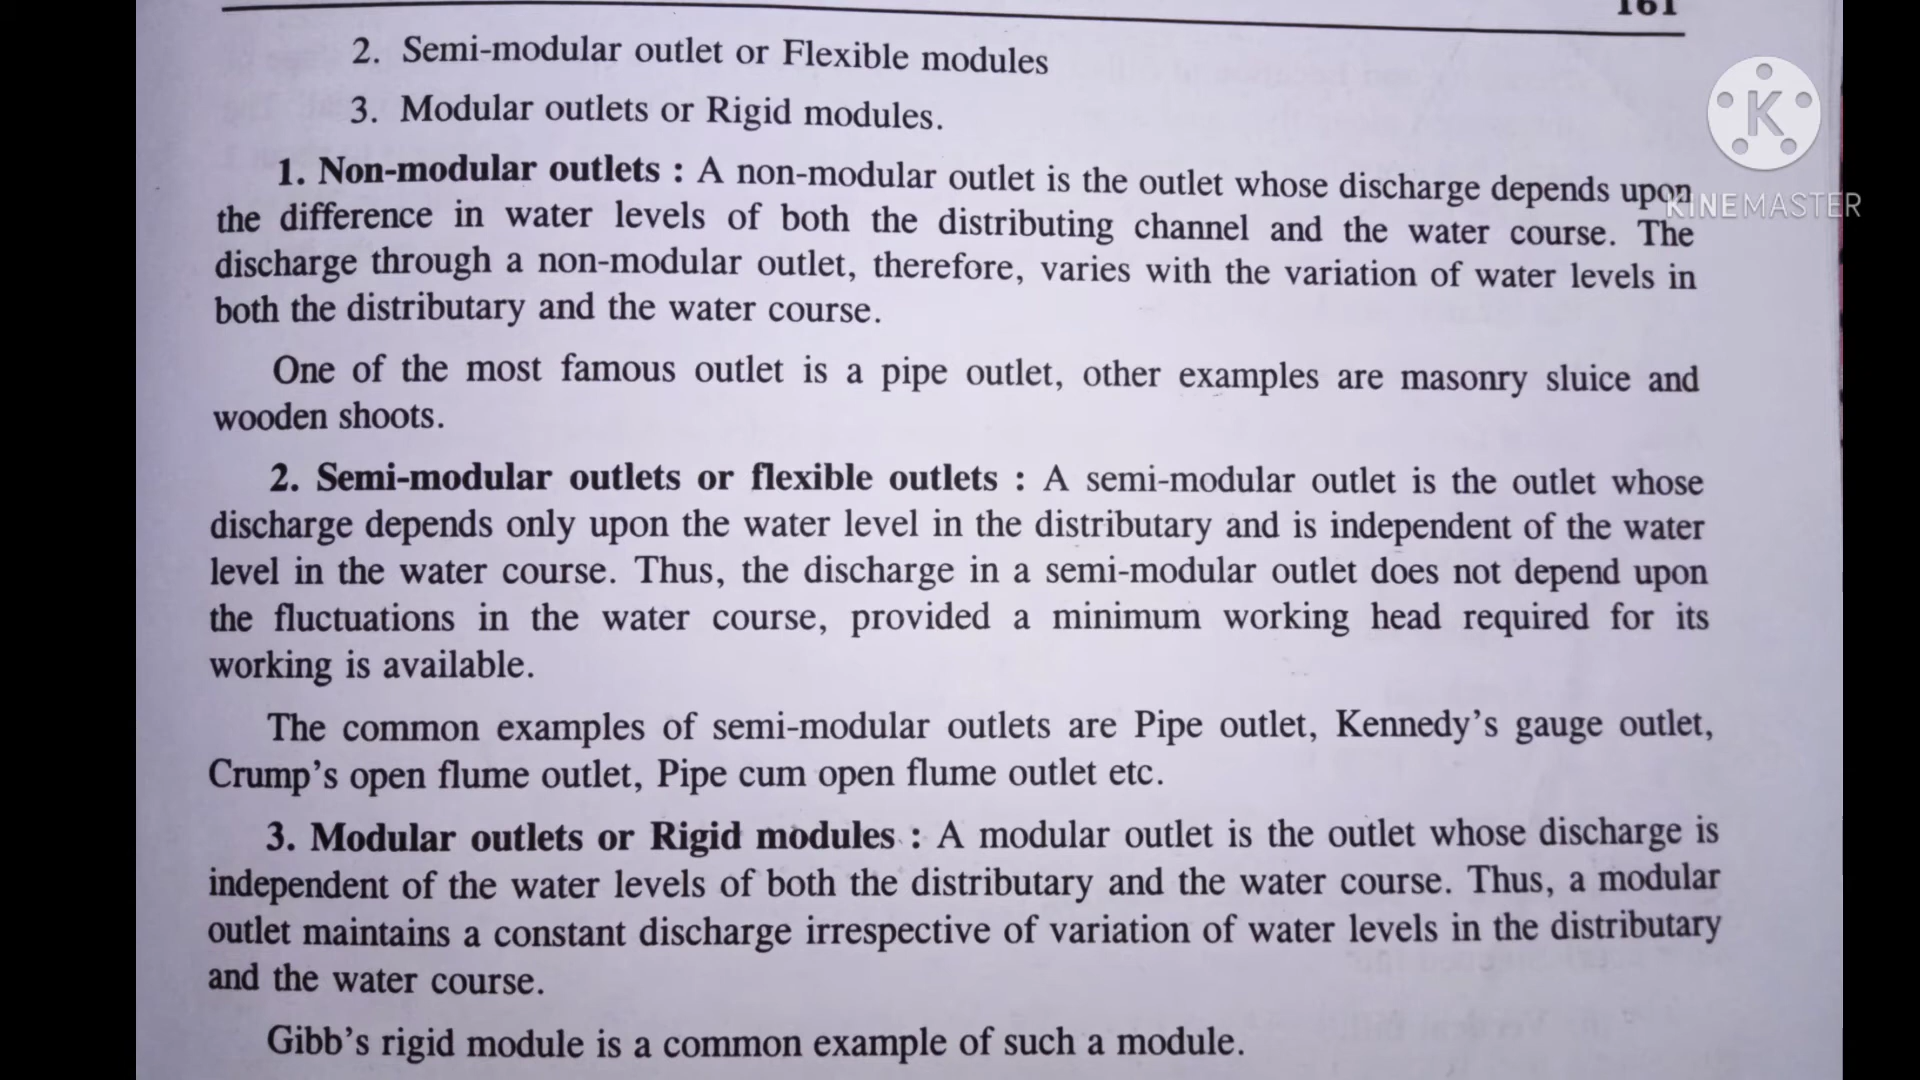 161
2. Semi-modular outlet or Flexible modules
3. Modular outlets or Rigid modules.
1. Non-modular outlets : A non-modular outlet is the outlet whose discharge depends upon
the difference in water levels of both the distributing channel and the water course. The
discharge through a non-modular outlet, therefore, varies with the variation of water levels in
both the distributary and the water course.
One of the most famous outlet is a pipe outlet, other examples are masonry sluice and
wooden shoots.
2. Semi-modular outlets or flexible outlets : A semi-modular outlet is the outlet whose
discharge depends only upon the water level in the distributary and is independent of the water
level in the water course. Thus, the discharge in a semi-modular outlet does not depend upon
the fluctuations in the water course, provided a minimum working head required for its
working is available.
The common examples of semi-modular outlets are Pipe outlet, Kennedy's gauge outlet,
Crump's open flume outlet, Pipe cum open flume outlet etc.
3. Modular outlets or Rigid modules : A modular outlet is the outlet whose discharge is
independent of the water levels of both the distributary and the water course. Thus, a modular
outlet maintains a constant discharge irrespective of variation of water levels in the distributary
and the water course.
Gibb's rigid module is a common example of such a module.
K
KINEMASTER